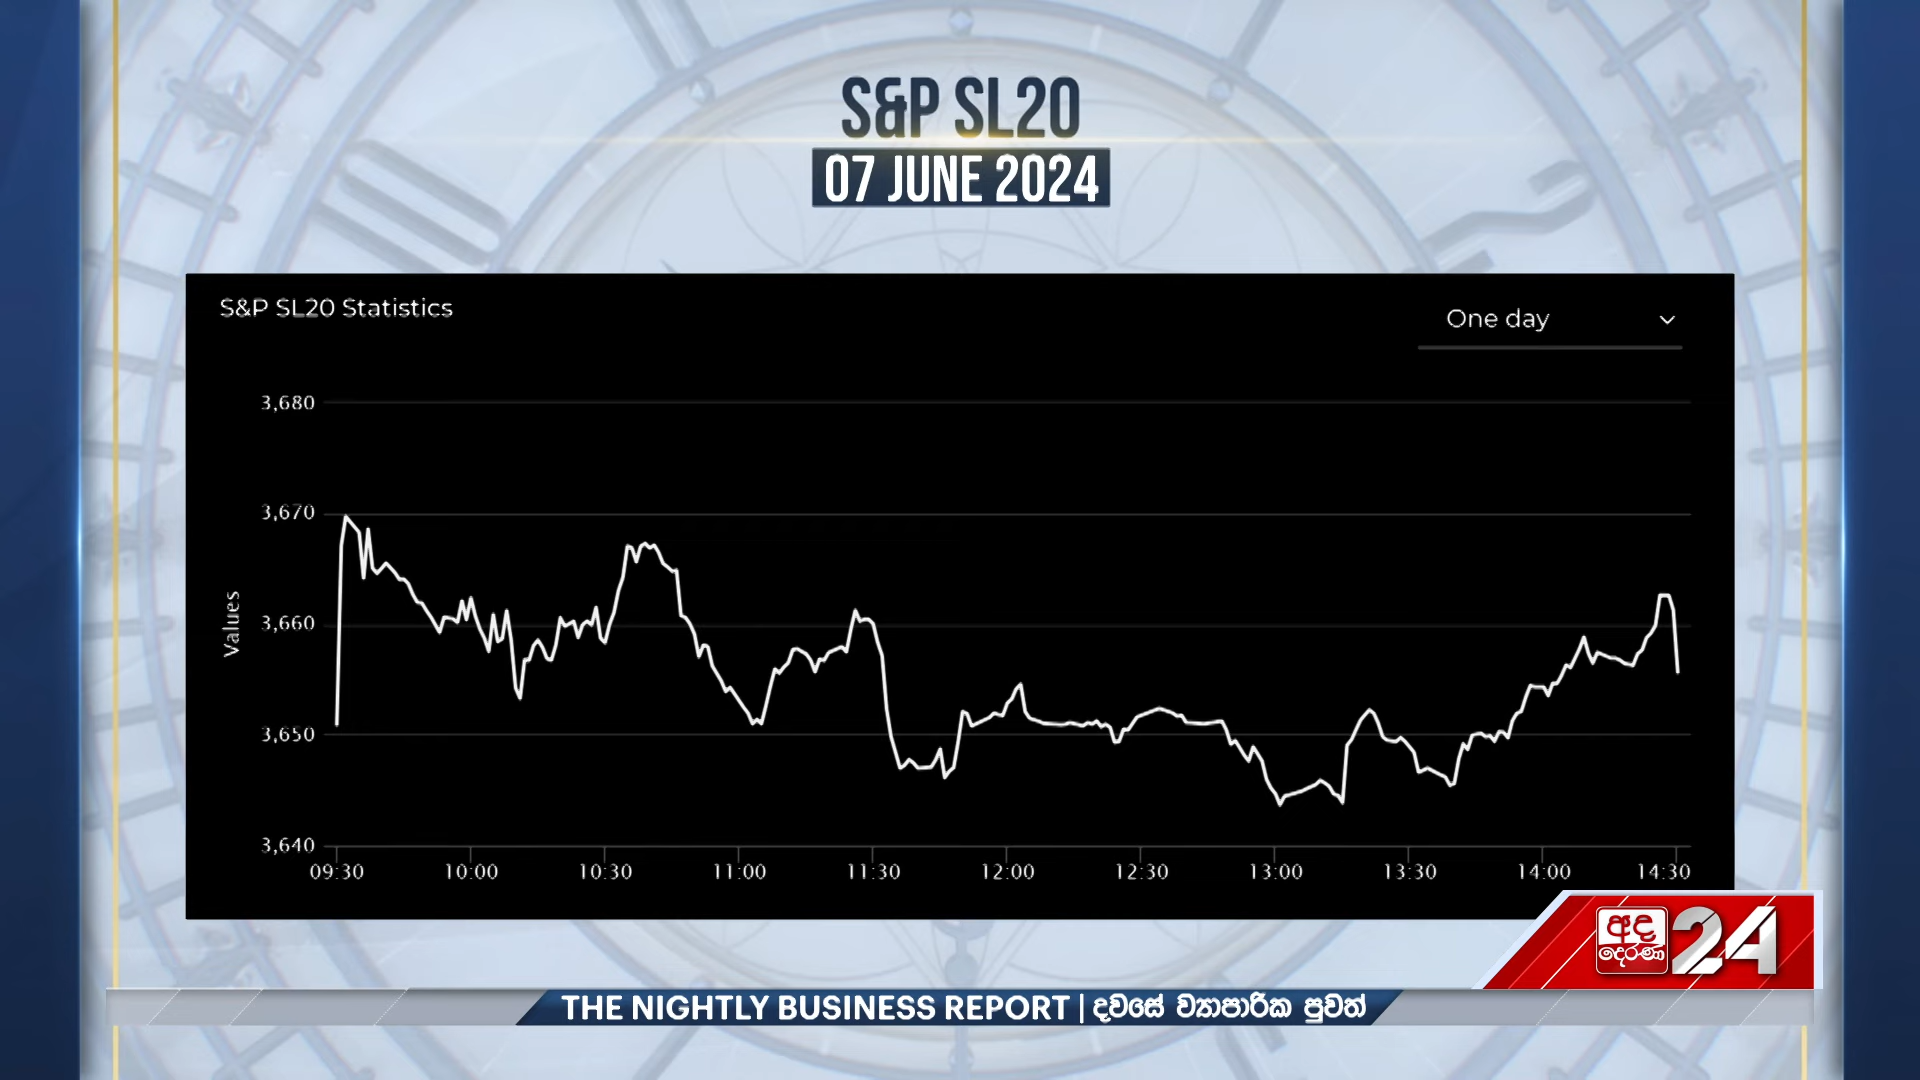 S&P SL20
07 JUNE 2024
S&P SL20 Statistics
One day
3,680
3,670
3,660
3,650
3,640
Values
09:30 10:00 10:30 11:00 11:30 12:00 12:30 13:00 13:30 14:00 14:30
අද
දෙරණ
24
THE NIGHTLY BUSINESS REPORT | දවසේ ව්‍යාපාරික පුවත්